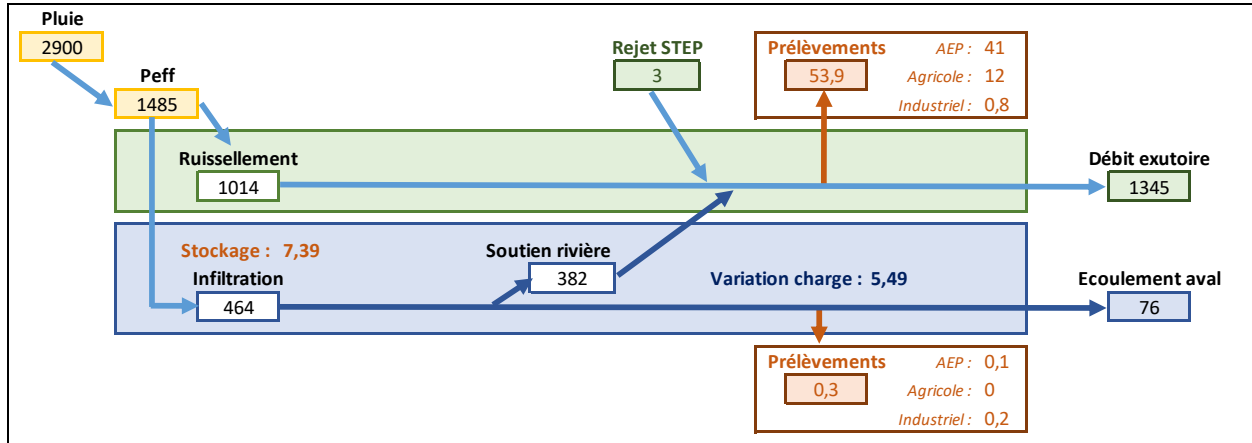 Pluie
2900
Peff
1485
Rejet STEP
3
Prélèvements
53,9
AEP : 41
Agricole : 12
Industriel : 0,8
Ruissellement
1014
Débit exutoire
1345
Stockage : 7,39
Infiltration
464
Soutien rivière
382
Variation charge : 5,49
Ecoulement aval
76
Prélèvements
0,3
AEP : 0,1
Agricole : 0
Industriel : 0,2